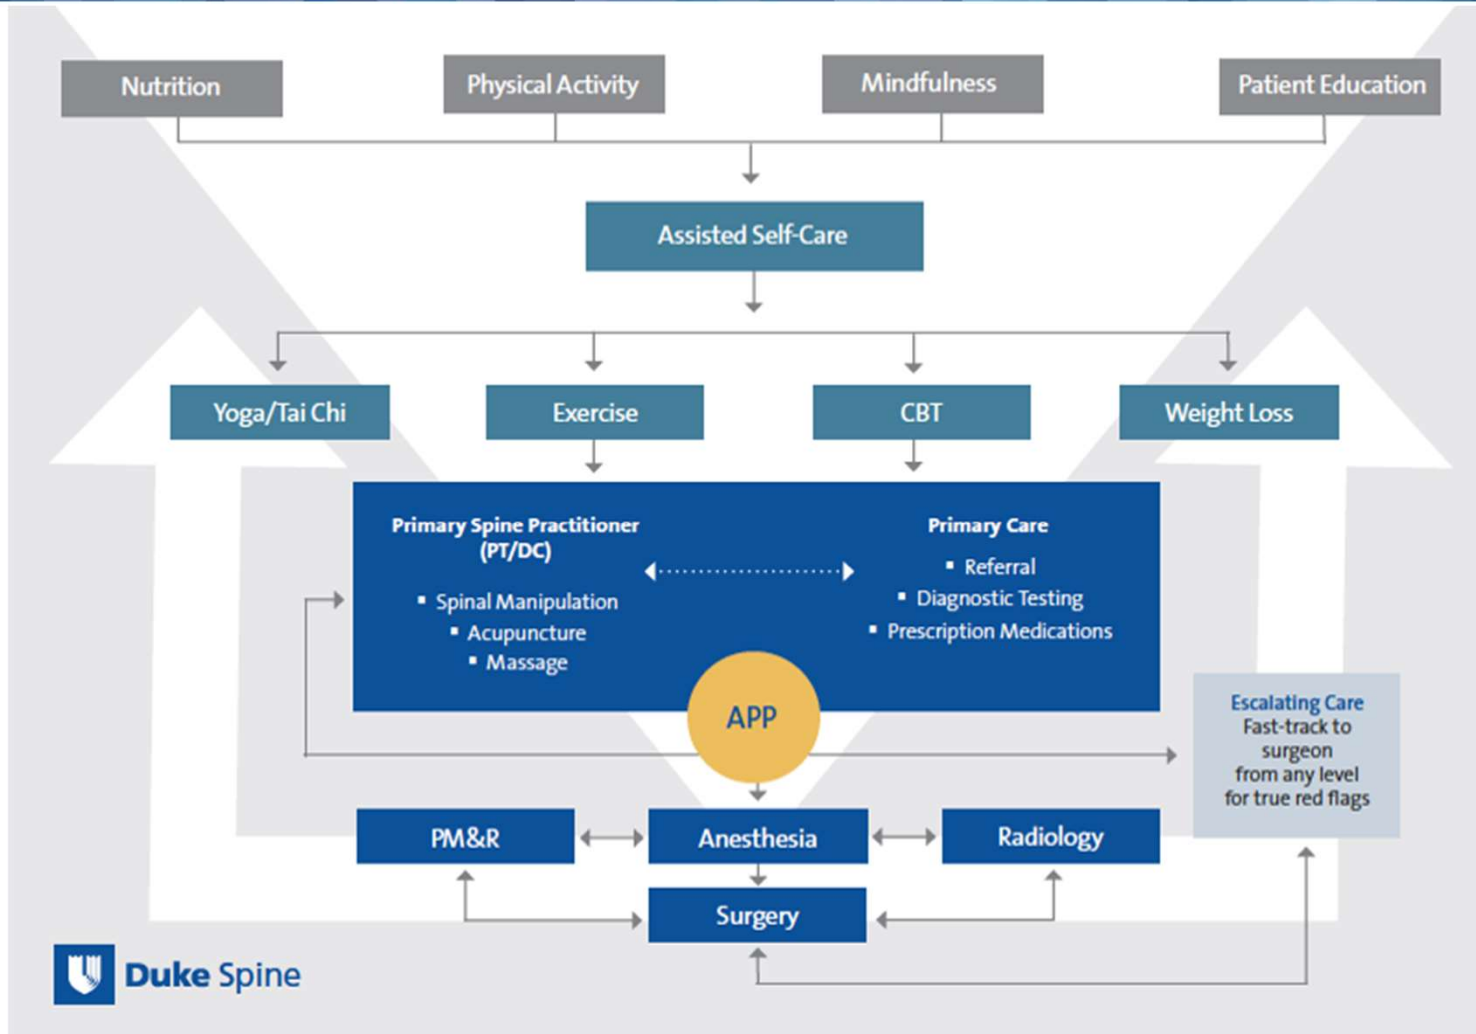 Nutrition
Physical Activity
Mindfulness
Patient Education
Assisted Self-Care
Yoga/Tai Chi
Exercise
CBT
Weight Loss
Primary Spine Practitioner
(PT/DC)
▪ Spinal Manipulation
▪ Acupuncture
▪ Massage
Primary Care
▪ Referral
▪ Diagnostic Testing
▪ Prescription Medications
APP
Escalating Care
Fast-track to
surgeon
from any level
for true red flags
PM&R
Anesthesia
Radiology
Surgery
Duke Spine